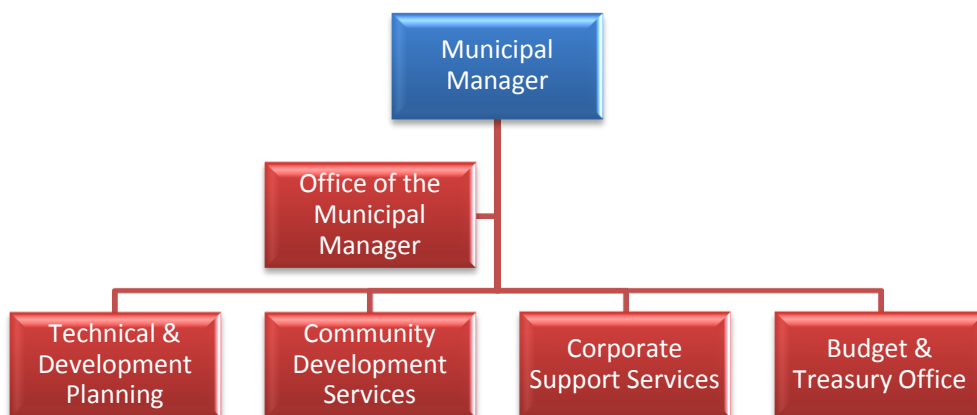 Municipal
Manager
Office of the
Municipal
Manager
Technical &
Development
Planning
Community
Development
Services
Corporate
Support Services
Budget &
Treasury Office